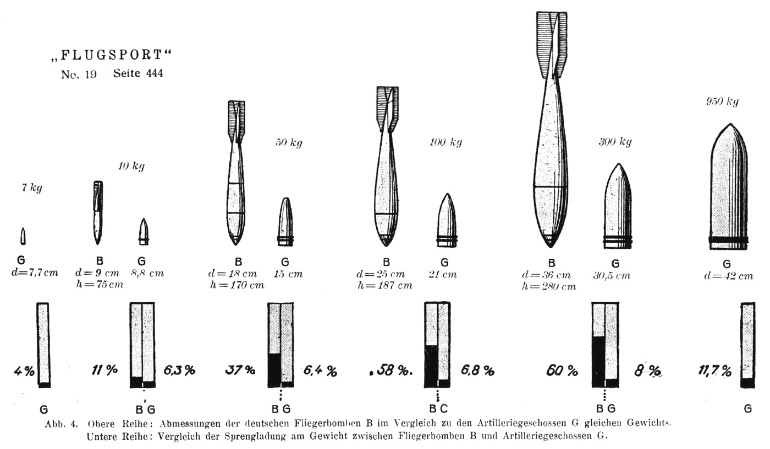 „FLUGSPORT“
No. 19 Seite 444
7 kg
10 kg
50 kg
100 kg
300 kg
950 kg
G
B
G
B
G
B
G
B
G
G
d=7,7cm
d=9 cm
8,8 cm
d=18 cm
15 cm
d=25 cm
21 cm
d=36 cm
30,5 cm
d=42 cm
h=75cm
h=170 cm
h=187 cm
h=280 cm
4%
11 %
6,3 %
37 %
6,4 %
58 %
6,8 %
60 %
8 %
11,7 %
G
B G
B G
B C
B G
G
Abb. 4. Obere Reihe: Abmessungen der deutschen Fliegerbomben B im Vergleich zu den Artilleriegeschossen G gleichen Gewichts.
Untere Reihe: Vergleich der Sprengladung am Gewicht zwischen Fliegerbomben B und Artilleriegeschossen G.